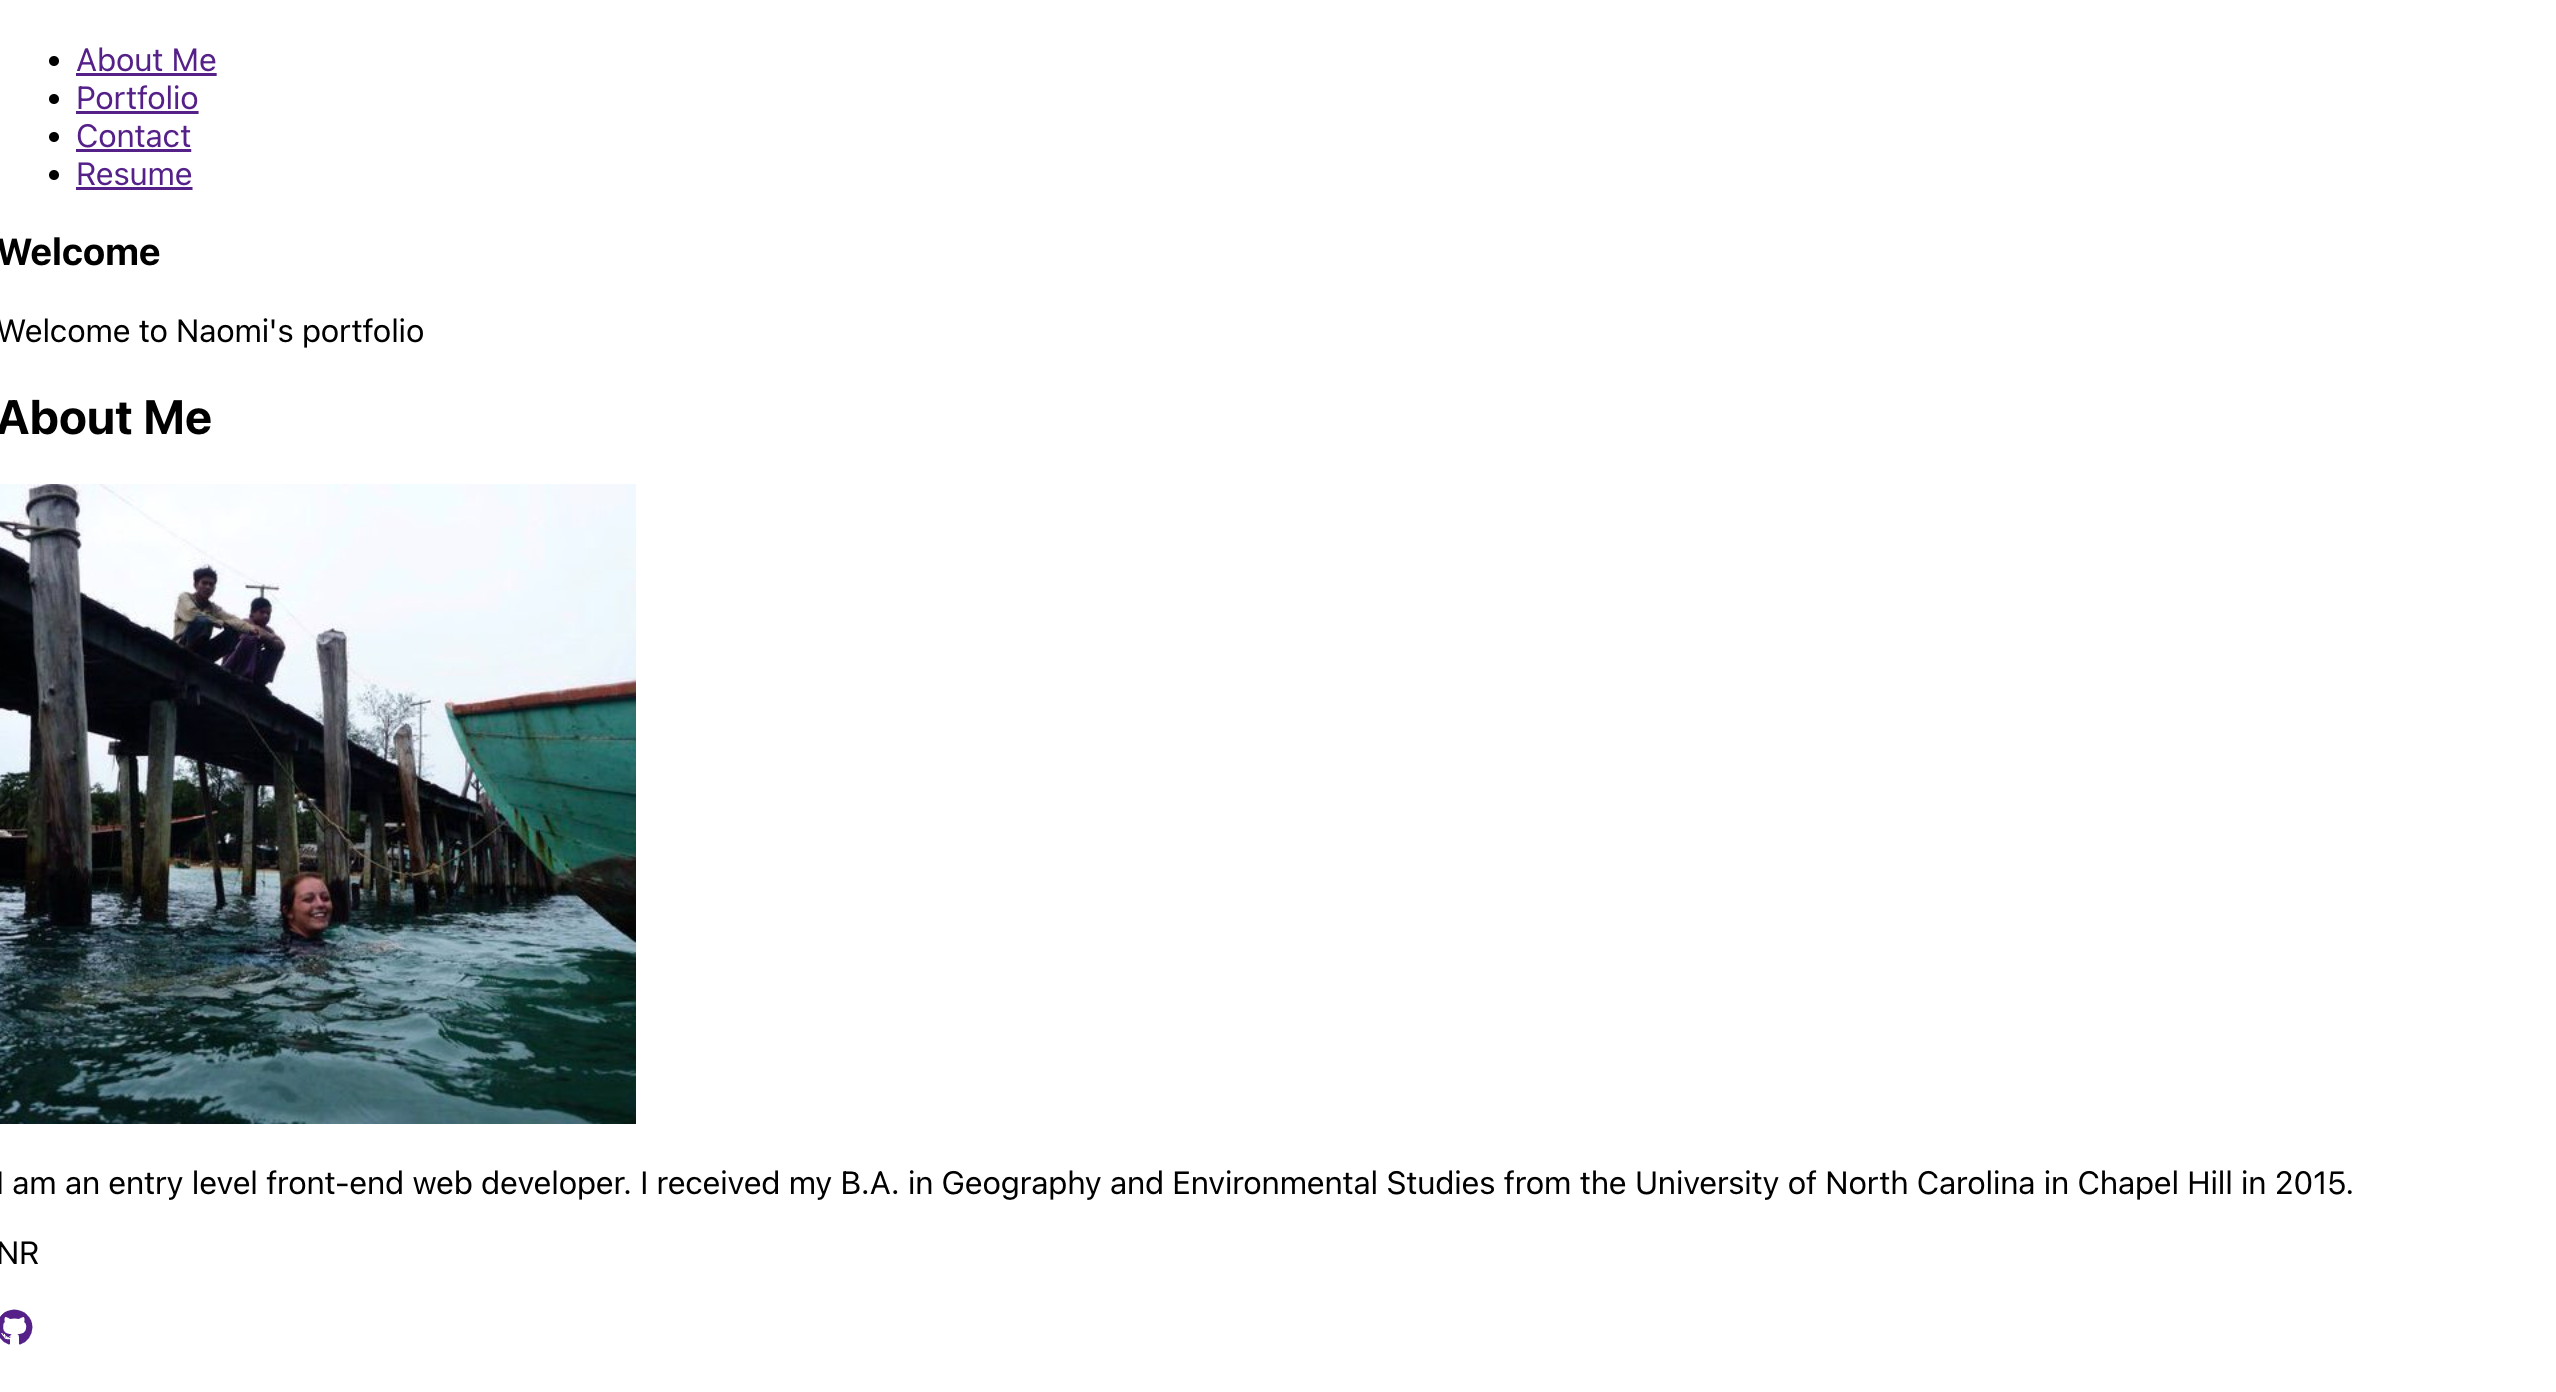 About Me
Portfolio
Contact
Resume
Welcome
Welcome to Naomi's portfolio
About Me
I am an entry level front-end web developer. I received my B.A. in Geography and Environmental Studies from the University of North Carolina in Chapel Hill in 2015.
NR